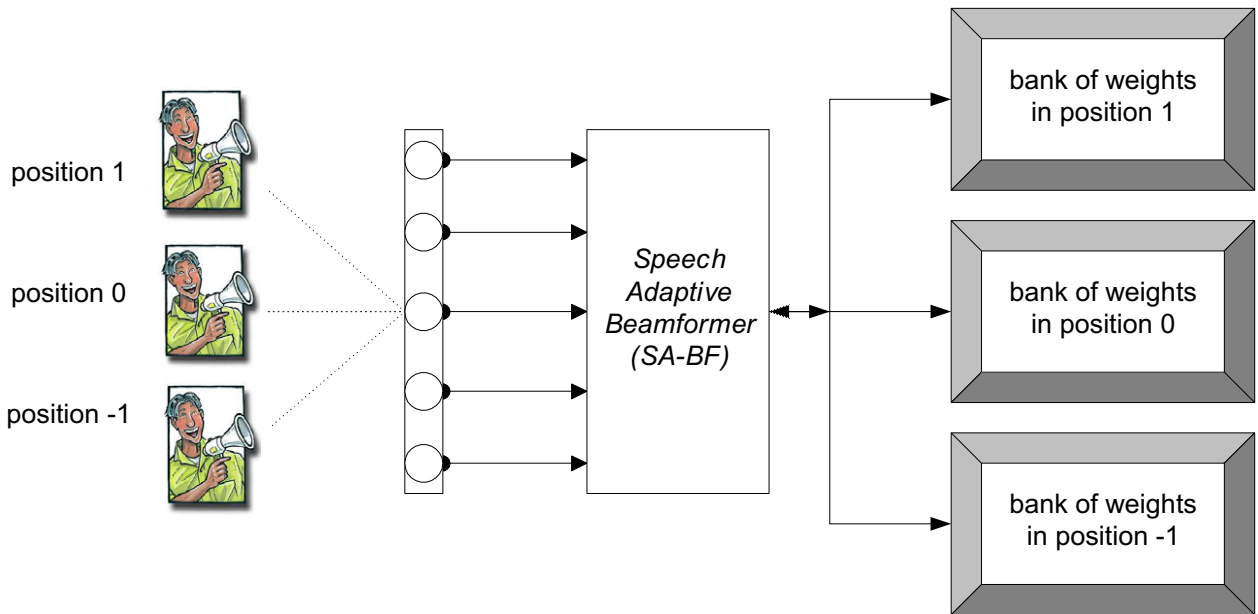 position 1
position 0
position -1
Speech
Adaptive
Beamformer
(SA-BF)
bank of weights
in position 1
bank of weights
in position 0
bank of weights
in position -1